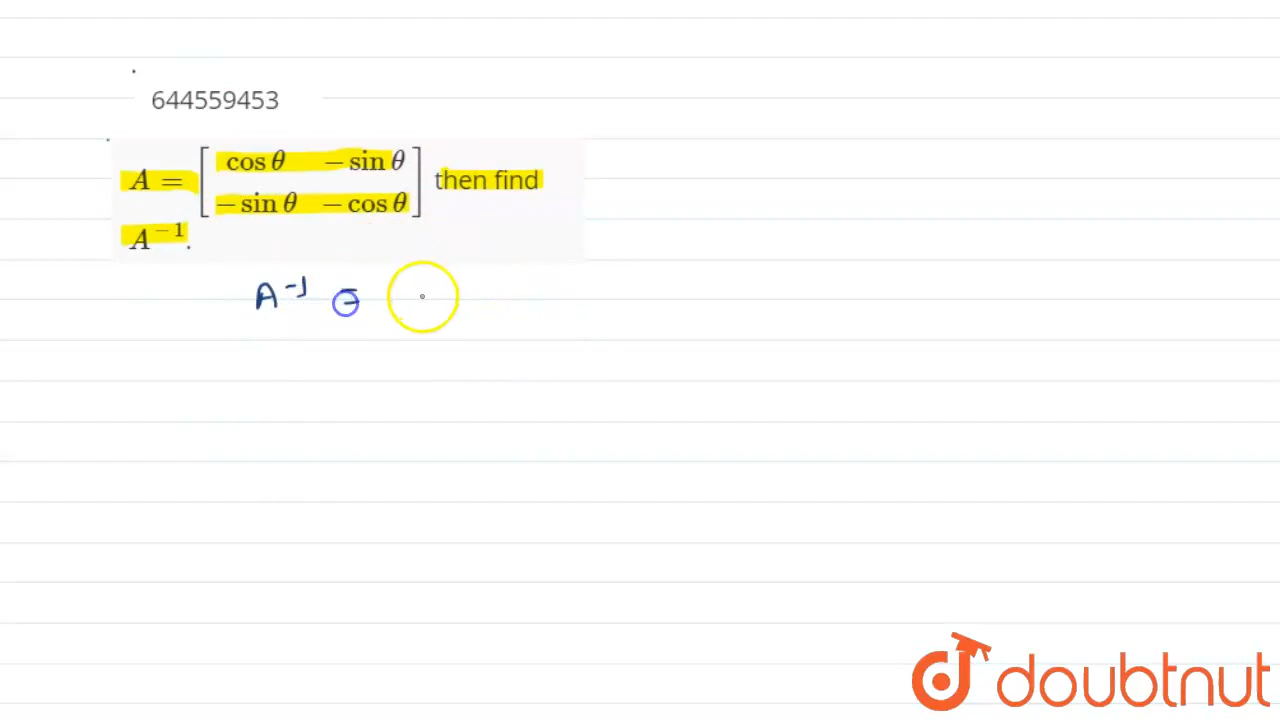 644559453
A = [ cos θ   − sin θ
− sin θ   − cos θ ] then find
A⁻¹.
A⁻¹ =
doubtnut